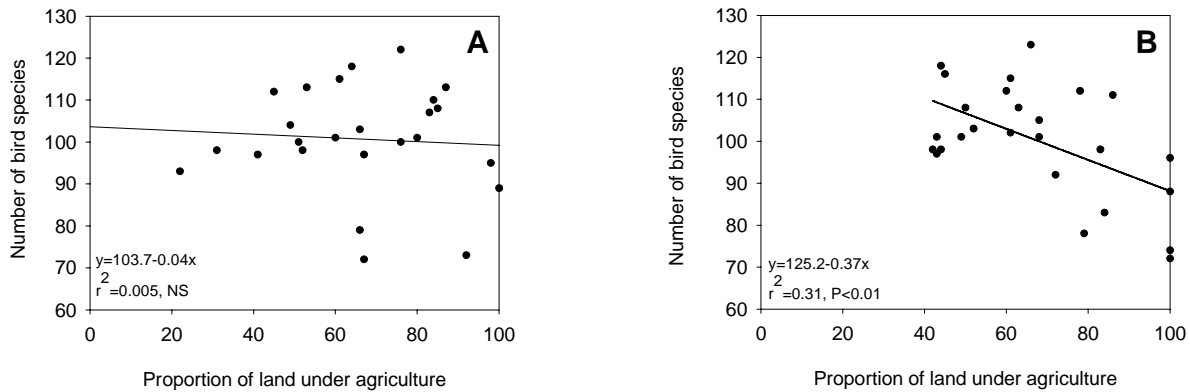 A
130
120
110
100
90
80
70
60
Number of bird species
y=103.7-0.04x
2
r =0.005, NS
0 20 40 60 80 100
Proportion of land under agriculture
B
130
120
110
100
90
80
70
60
Number of bird species
y=125.2-0.37x
2
r =0.31, P<0.01
0 20 40 60 80 100
Proportion of land under agriculture